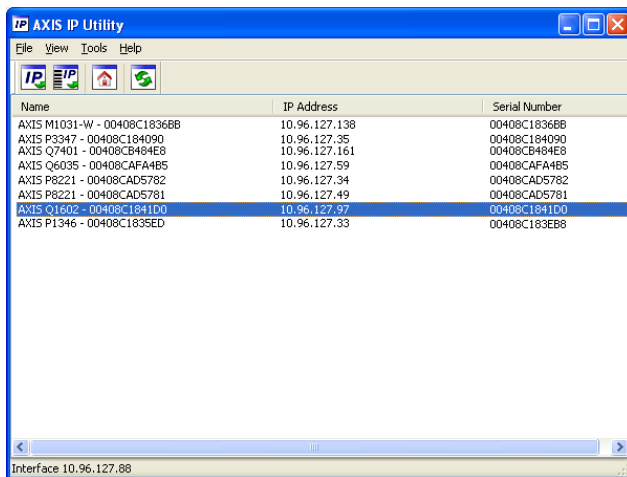 IP AXIS IP Utility
File View Tools Help
IP IP
Name IP Address Serial Number
AXIS M1031-W - 00408C1836BB 10.96.127.138 00408C1836BB
AXIS P3347 - 00408C184090 10.96.127.35 00408C184090
AXIS Q7401 - 00408CB484E8 10.96.127.161 00408CB484E8
AXIS Q6035 - 00408CAFA4B5 10.96.127.59 00408CAFA4B5
AXIS P8221 - 00408CAD5782 10.96.127.34 00408CAD5782
AXIS P8221 - 00408CAD5781 10.96.127.49 00408CAD5781
AXIS Q1602 - 00408C1841D0 10.96.127.97 00408C1841D0
AXIS P1346 - 00408C1835ED 10.96.127.33 00408C183EB8
Interface 10.96.127.88